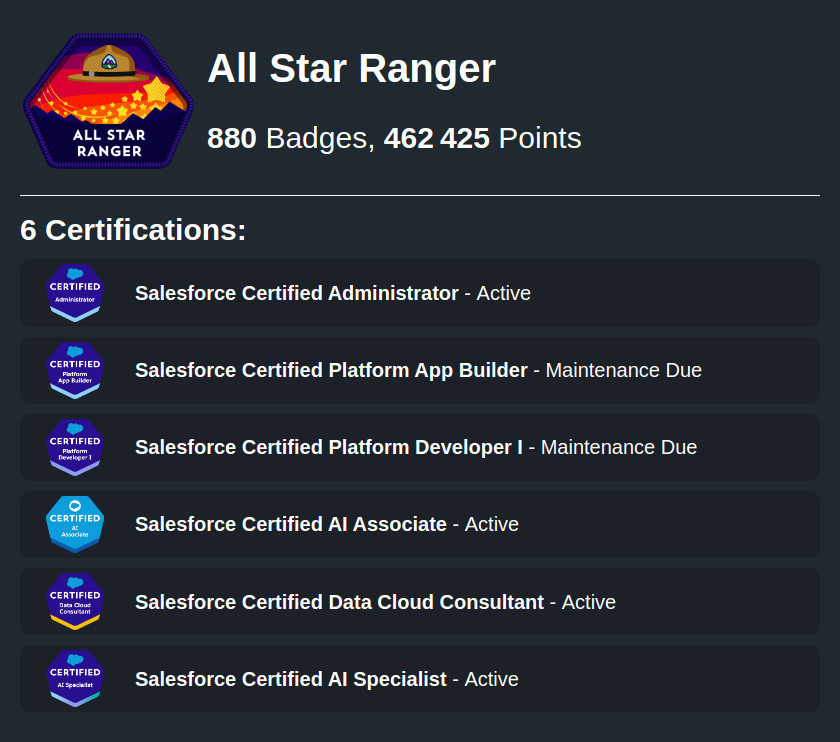 ALL STAR
RANGER
All Star Ranger
880 Badges, 462 425 Points
6 Certifications:
CERTIFIED
Administrator
Salesforce Certified Administrator - Active
CERTIFIED
Platform
App Builder
Salesforce Certified Platform App Builder - Maintenance Due
CERTIFIED
Platform
Developer I
Salesforce Certified Platform Developer I - Maintenance Due
CERTIFIED
AI
Associate
Salesforce Certified AI Associate - Active
CERTIFIED
Data Cloud
Consultant
Salesforce Certified Data Cloud Consultant - Active
CERTIFIED
AI Specialist
Salesforce Certified AI Specialist - Active